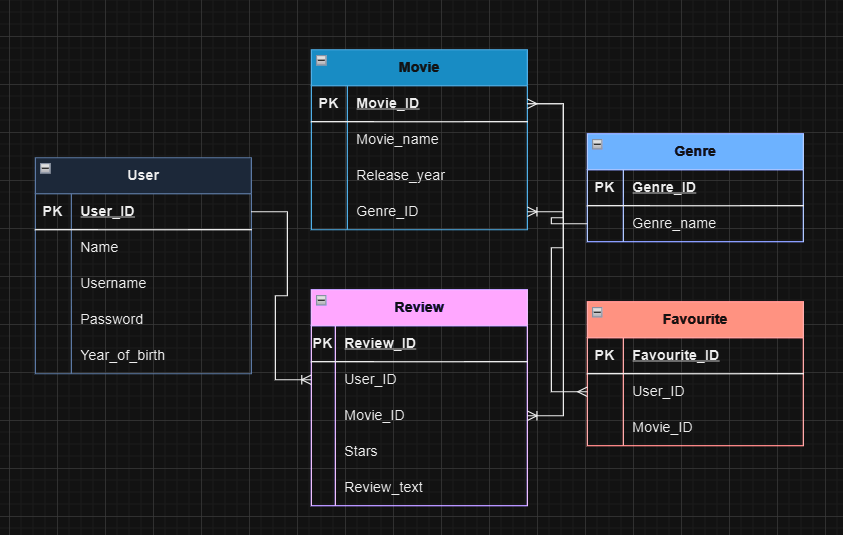 Movie
PK Movie_ID
Movie_name
Release_year
Genre_ID
User
PK User_ID
Name
Username
Password
Year_of_birth
Genre
PK Genre_ID
Genre_name
Review
PK Review_ID
User_ID
Movie_ID
Stars
Review_text
Favourite
PK Favourite_ID
User_ID
Movie_ID